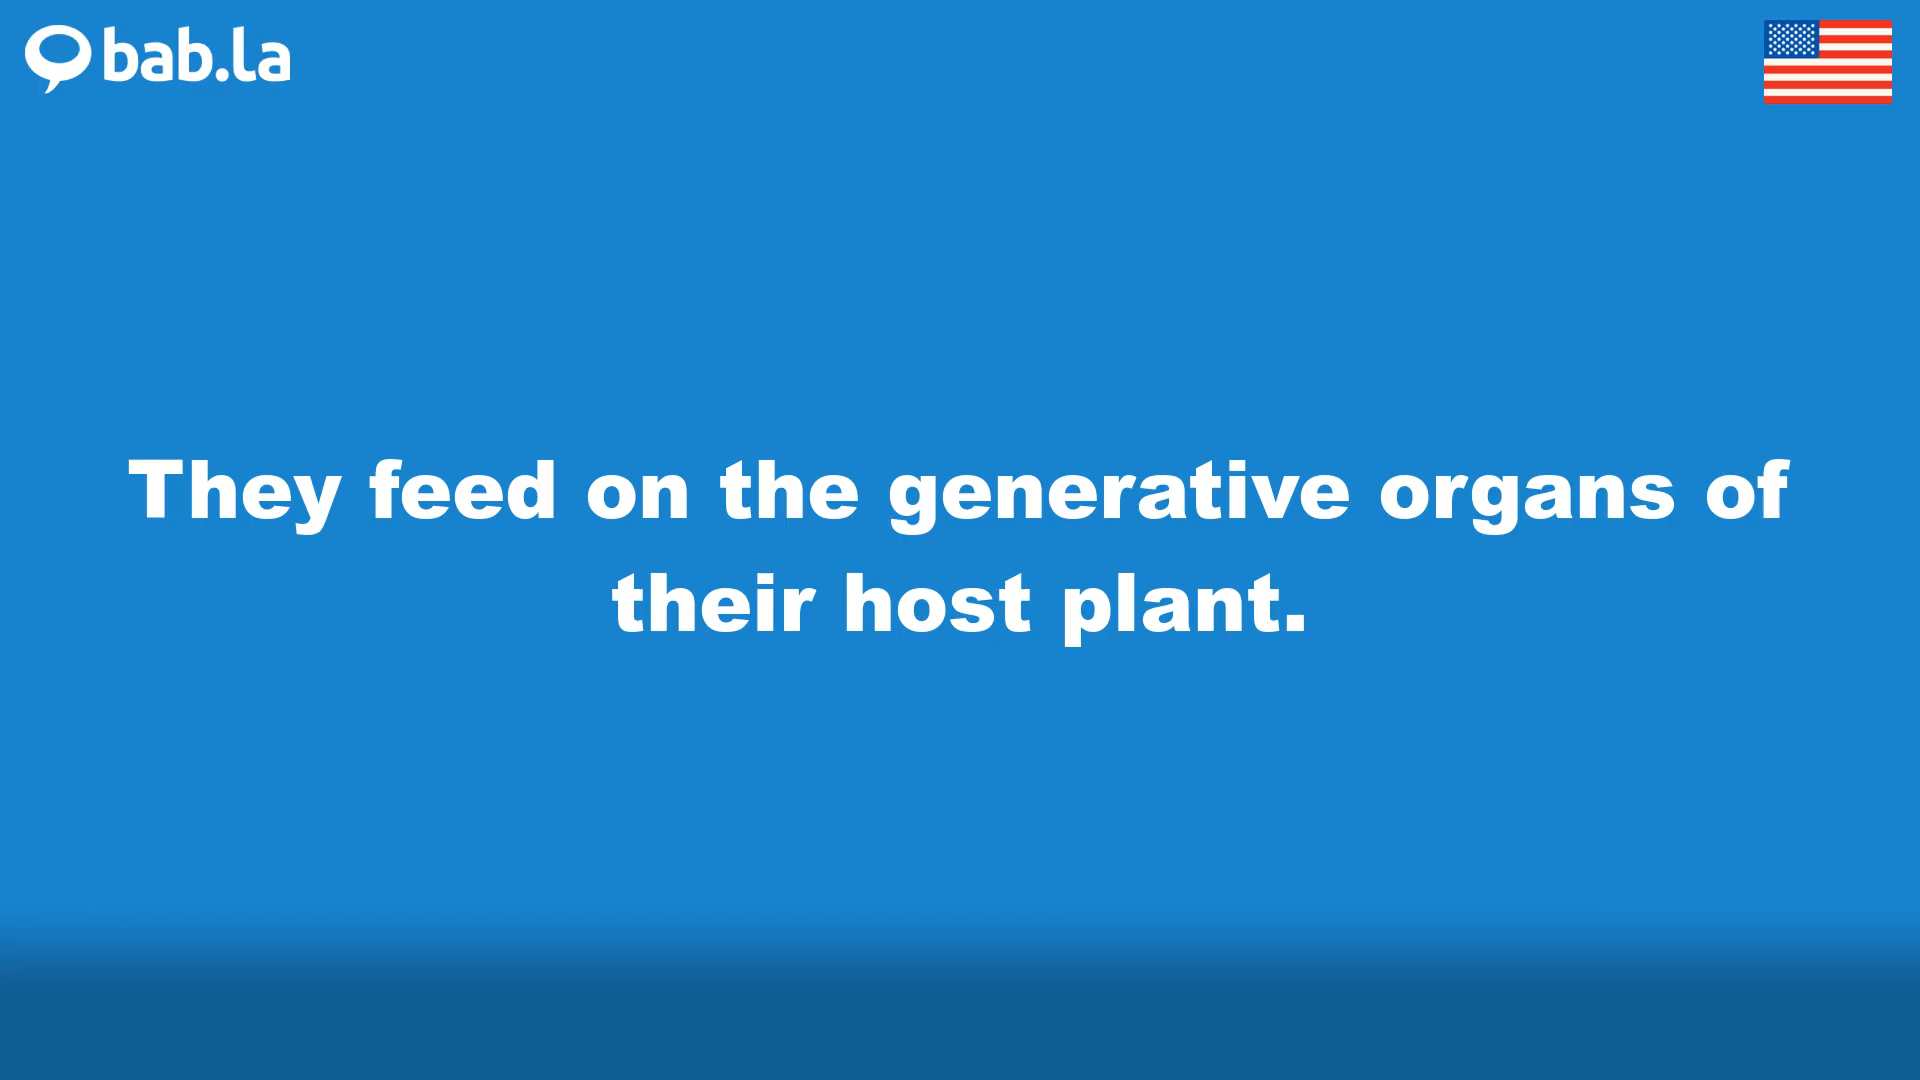 bab.la
They feed on the generative organs of
their host plant.